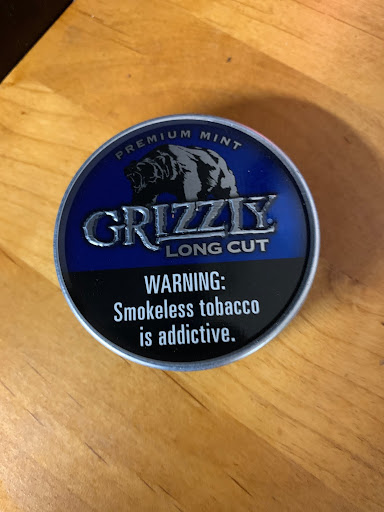 PREMIUM MINT
GRIZZLY
LONG CUT
WARNING:
Smokeless tobacco
is addictive.